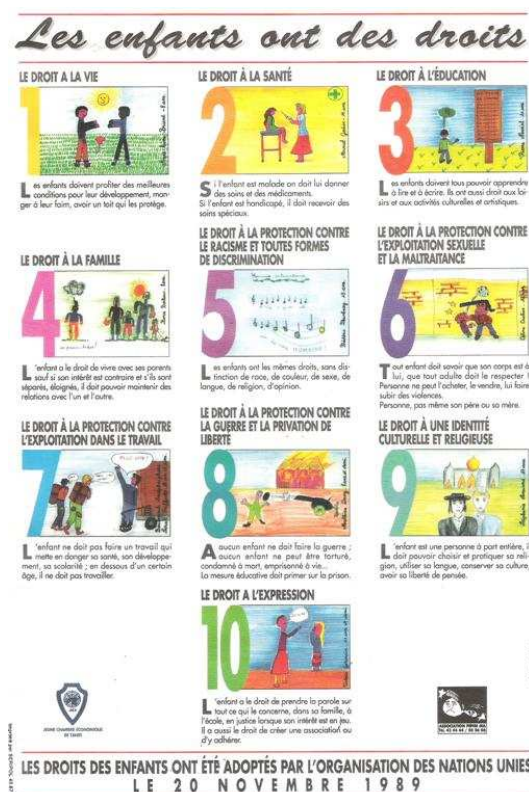 Les enfants ont des droits
LE DROIT A LA VIE
1
Les enfants doivent profiter des meilleures
conditions pour leur développement, man-
ger à leur faim, avoir un toit qui les protège.
LE DROIT À LA SANTÉ
2
Si l'enfant est malade on doit lui donner
des soins et des médicaments.
Si l'enfant est handicapé, il doit recevoir des
soins spéciaux.
LE DROIT À L'ÉDUCATION
3
Les enfants doivent tous pouvoir apprendre
à lire et à écrire. Ils ont aussi droit aux loi-
sirs et aux activités culturelles et artistiques.
LE DROIT À LA FAMILLE
4
L'enfant a le droit de vivre avec ses parents
sauf si son intérêt est contraire et s'ils sont
séparés, éloignés, il doit pouvoir maintenir des
relations avec l'un et l'autre.
LE DROIT À LA PROTECTION CONTRE
LE RACISME ET TOUTES FORMES
DE DISCRIMINATION
5
Les enfants ont les mêmes droits, sans dis-
tinction de race, de couleur, de sexe, de
langue, de religion, d'opinion.
LE DROIT À LA PROTECTION CONTRE
L'EXPLOITATION SEXUELLE
ET LA MALTRAITANCE
6
Tout enfant doit savoir que son corps est à
lui, que tout adulte doit le respecter
Personne ne peut l'acheter, le vendre, lui faire
subir des violences.
Personne, pas même son père ou sa mère.
LE DROIT À LA PROTECTION CONTRE
L'EXPLOITATION DANS LE TRAVAIL
7
L'enfant ne doit pas faire un travail qui
mette en danger sa santé, son développe-
ment, sa scolarité ; en dessous d'un certain
âge, il ne doit pas travailler.
LE DROIT À LA PROTECTION CONTRE
LA GUERRE ET LA PRIVATION DE
LIBERTÉ
8
Aucun enfant ne doit faire la guerre ;
aucun enfant ne peut être torturé,
condamné à mort, emprisonné à vie...
La mesure éducative doit primer sur la prison.
LE DROIT À UNE IDENTITÉ
CULTURELLE ET RELIGIEUSE
9
L'enfant est une personne à part entière, il
doit pouvoir choisir et pratiquer sa reli-
gion, utiliser sa langue, conserver sa culture,
avoir sa liberté de pensée.
LE DROIT A L'EXPRESSION
10
L'enfant a le droit de prendre la parole sur
tout ce qui le concerne, dans sa famille, à
l'école, en justice lorsque son intérêt est en jeu.
Il a aussi le droit de créer une association ou
d'y adhérer.
JEUNE CHAMBRE ÉCONOMIQUE
DE TAHITI
LES DROITS DES ENFANTS ONT ÉTÉ ADOPTÉS PAR L'ORGANISATION DES NATIONS UNIES
LE 20 NOVEMBRE 1989